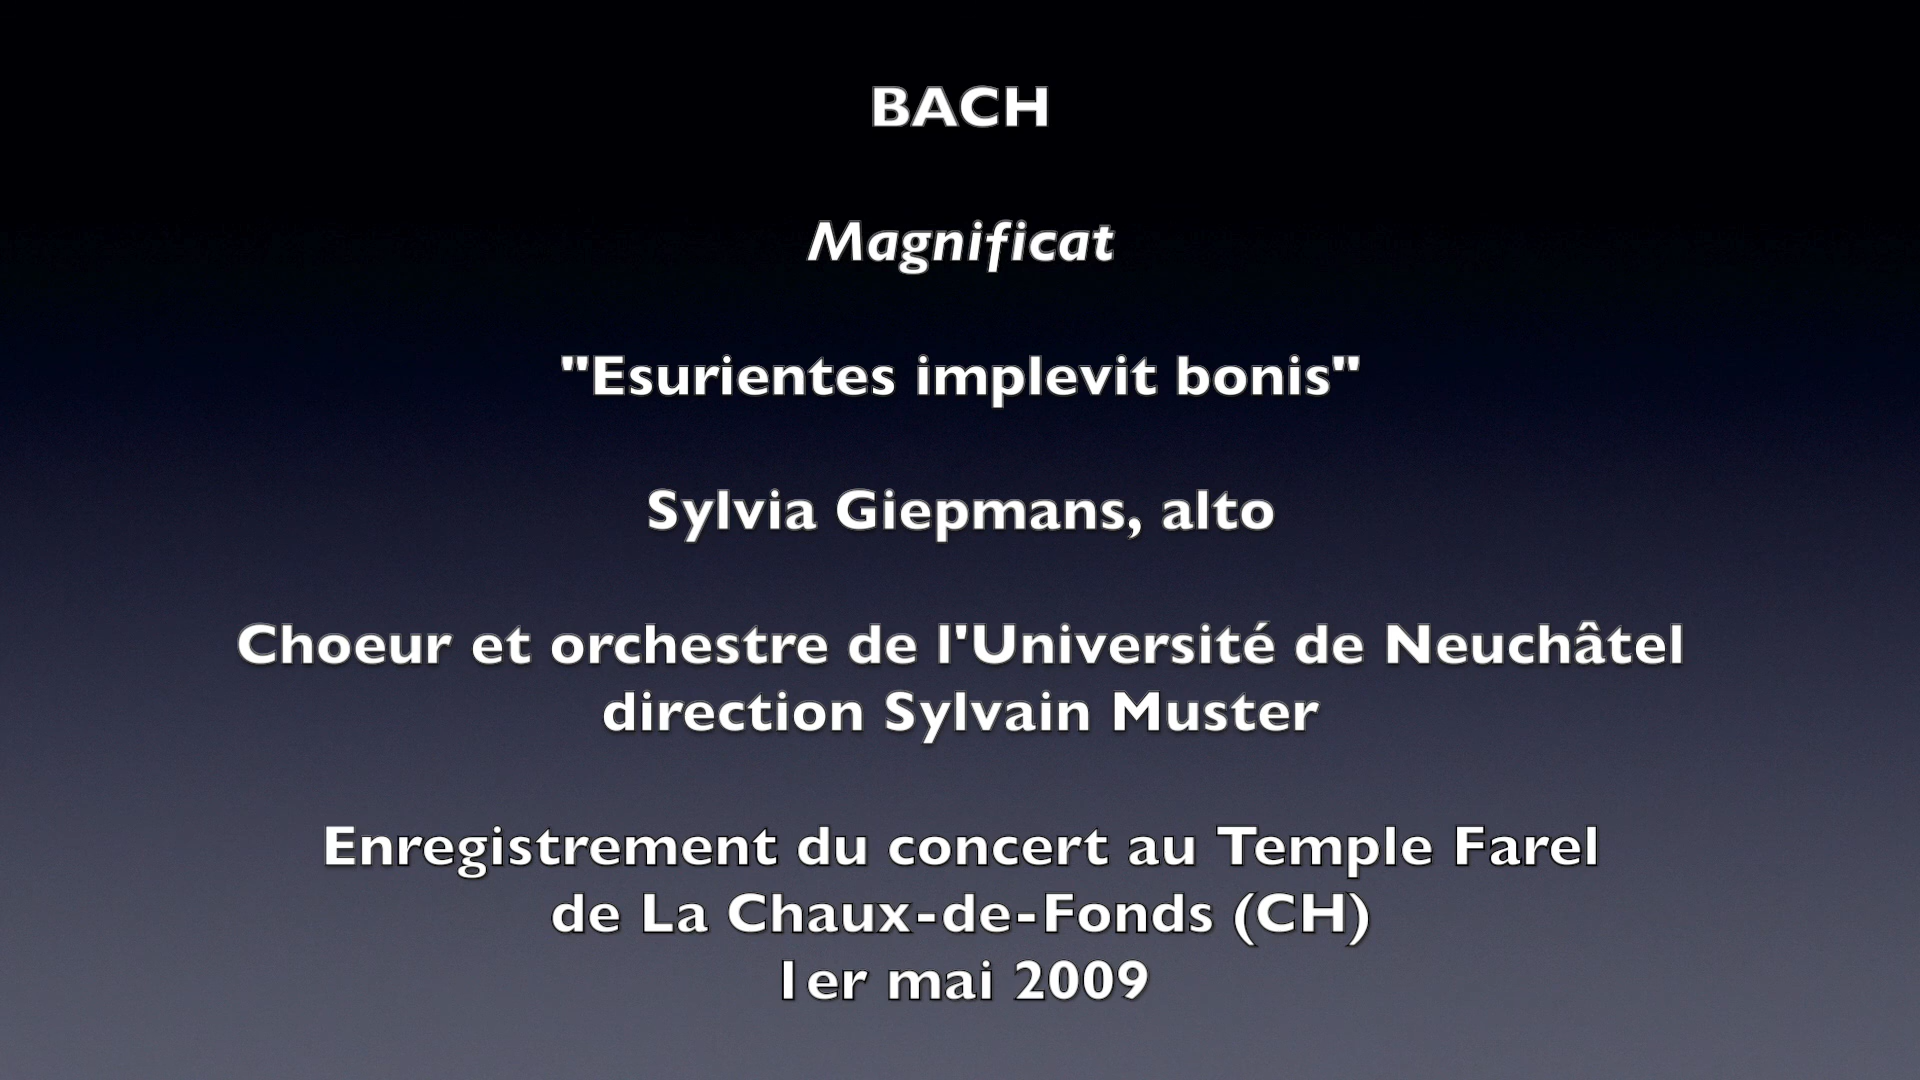 BACH
Magnificat
"Esurientes implevit bonis"
Sylvia Giepmans, alto
Choeur et orchestre de l'Université de Neuchâtel
direction Sylvain Muster
Enregistrement du concert au Temple Farel
de La Chaux-de-Fonds (CH)
1er mai 2009